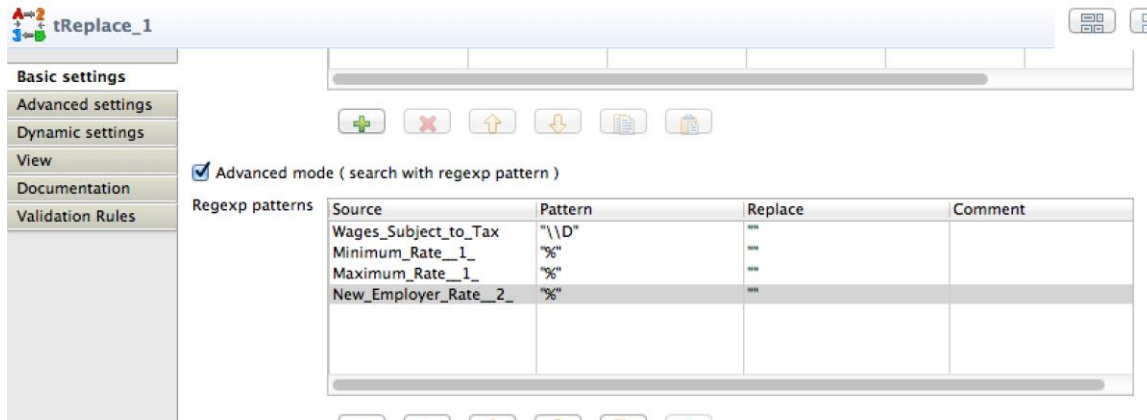 tReplace_1
Basic settings
Advanced settings
Dynamic settings
View
Documentation
Validation Rules
Advanced mode ( search with regexp pattern )
Regexp patterns
Source Pattern Replace Comment
Wages_Subject_to_Tax "\\D" ""
Minimum_Rate__1_ "%" ""
Maximum_Rate__1_ "%" ""
New_Employer_Rate__2_ "%" ""